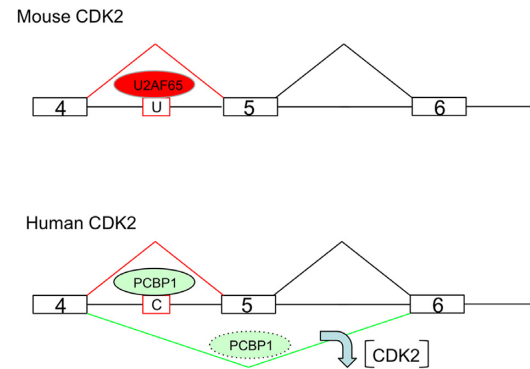 Mouse CDK2
U2AF65
4 U 5 6
Human CDK2
PCBP1
4 C 5 6
PCBP1
[CDK2]